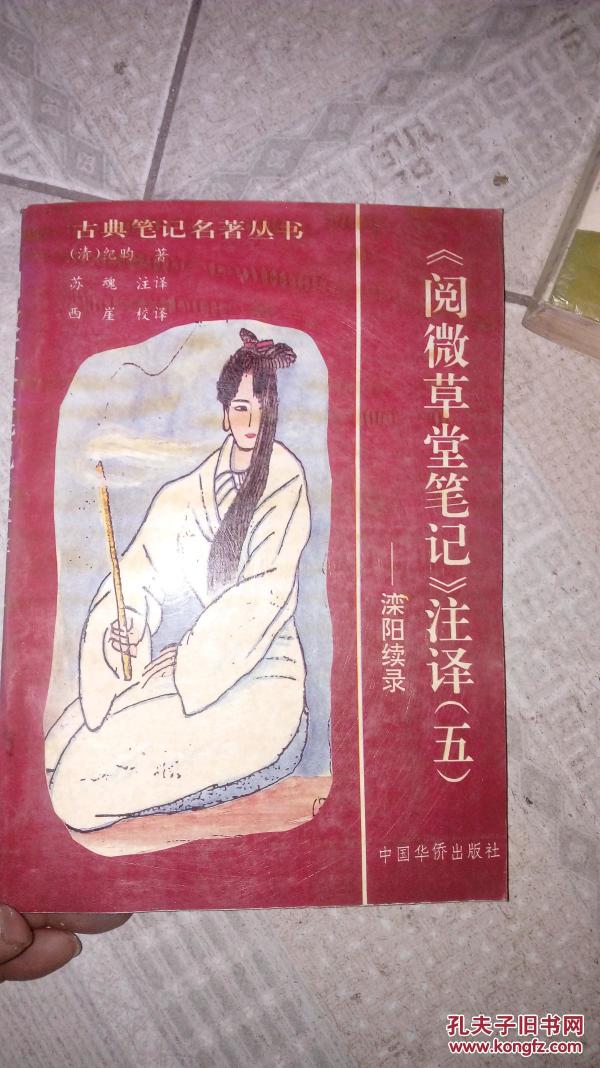 古典笔记名著丛书
(清)纪昀 著
苏魂 注译
西崖 校译
《阅微草堂笔记》注译(五)
——滦阳续录
中国华侨出版社
孔夫子旧书网
www.kongfz.com